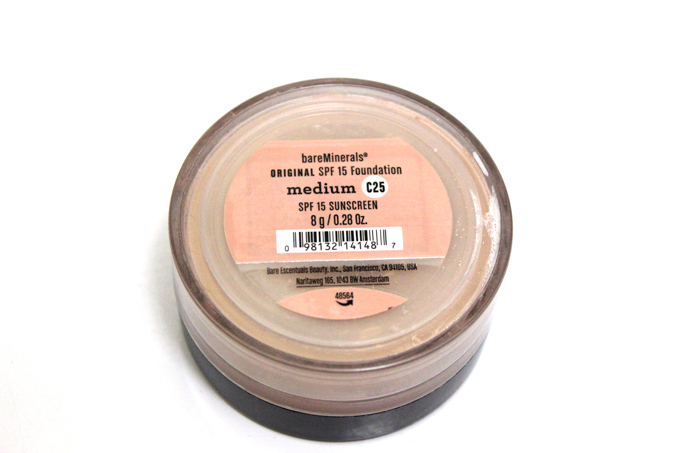 bareMinerals®
ORIGINAL SPF 15 Foundation
medium C25
SPF 15 SUNSCREEN
8 g / 0.28 Oz.
0 98132 14148 7
Bare Escentuals Beauty, Inc., San Francisco, CA 94105, USA
Naritaweg 165, 1043 BW Amsterdam
48564